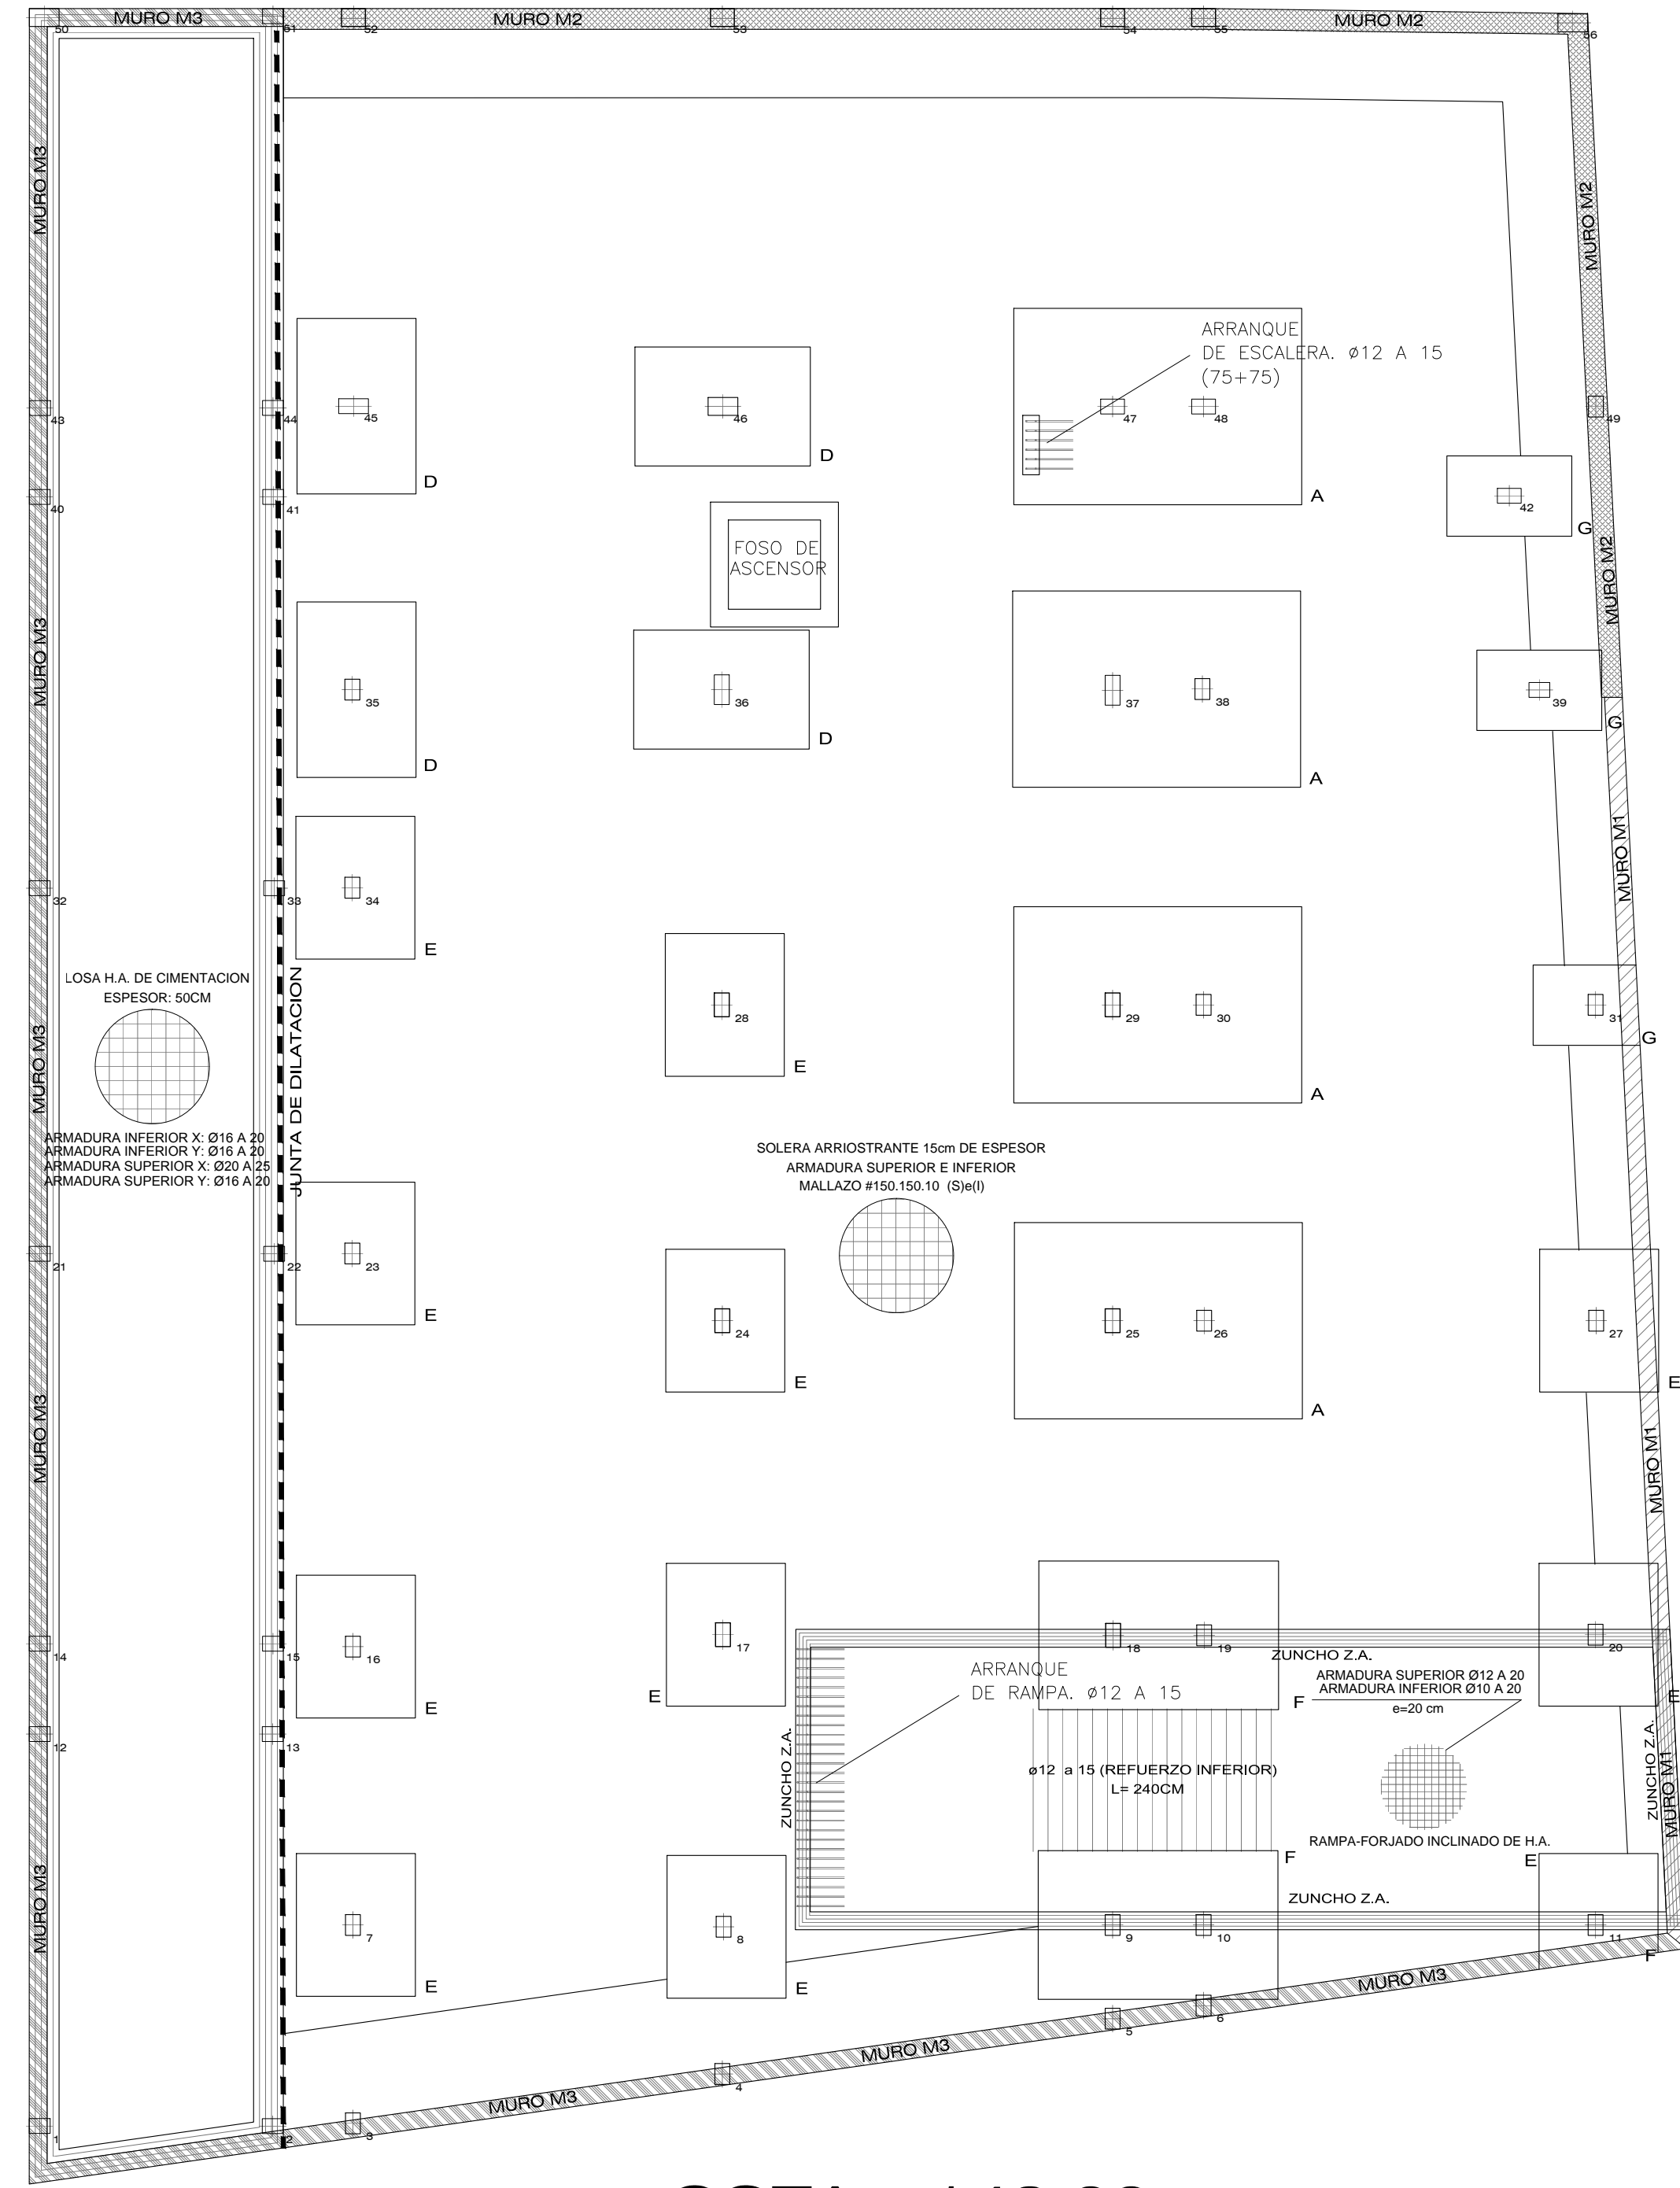 MURO M3
MURO M2
MURO M2
50
51
52
53
54
55
56
MURO M3
MURO M2
ARRANQUE
DE ESCALERA. ø12 A 15
(75+75)
43
44
45
46
47
48
49
D
D
A
40
41
42
G
FOSO DE
ASCENSOR
MURO M2
MURO M3
35
36
37
38
39
G
D
D
A
MURO M1
32
33
34
E
LOSA H.A. DE CIMENTACION
ESPESOR: 50CM
JUNTA DE DILATACION
28
29
30
31
G
E
A
MURO M3
ARMADURA INFERIOR X: Ø16 A 20
ARMADURA INFERIOR Y: Ø16 A 20
ARMADURA SUPERIOR X: Ø20 A 25
ARMADURA SUPERIOR Y: Ø16 A 20
SOLERA ARRIOSTRANTE 15cm DE ESPESOR
ARMADURA SUPERIOR E INFERIOR
MALLAZO #150.150.10 (S)e(I)
21
22
23
E
24
25
26
27
E
A
E
MURO M3
MURO M1
14
15
16
17
18
19
20
ZUNCHO Z.A.
ARRANQUE
DE RAMPA. ø12 A 15
ARMADURA SUPERIOR Ø12 A 20
ARMADURA INFERIOR Ø10 A 20
e=20 cm
E
E
F
E
12
13
ZUNCHO Z.A.
ø12 a 15 (REFUERZO INFERIOR)
L= 240CM
ZUNCHO Z.A.
MURO M1
RAMPA-FORJADO INCLINADO DE H.A.
F
E
ZUNCHO Z.A.
MURO M3
7
8
9
10
11
F
E
E
MURO M3
5
6
MURO M3
4
MURO M3
1
2
3